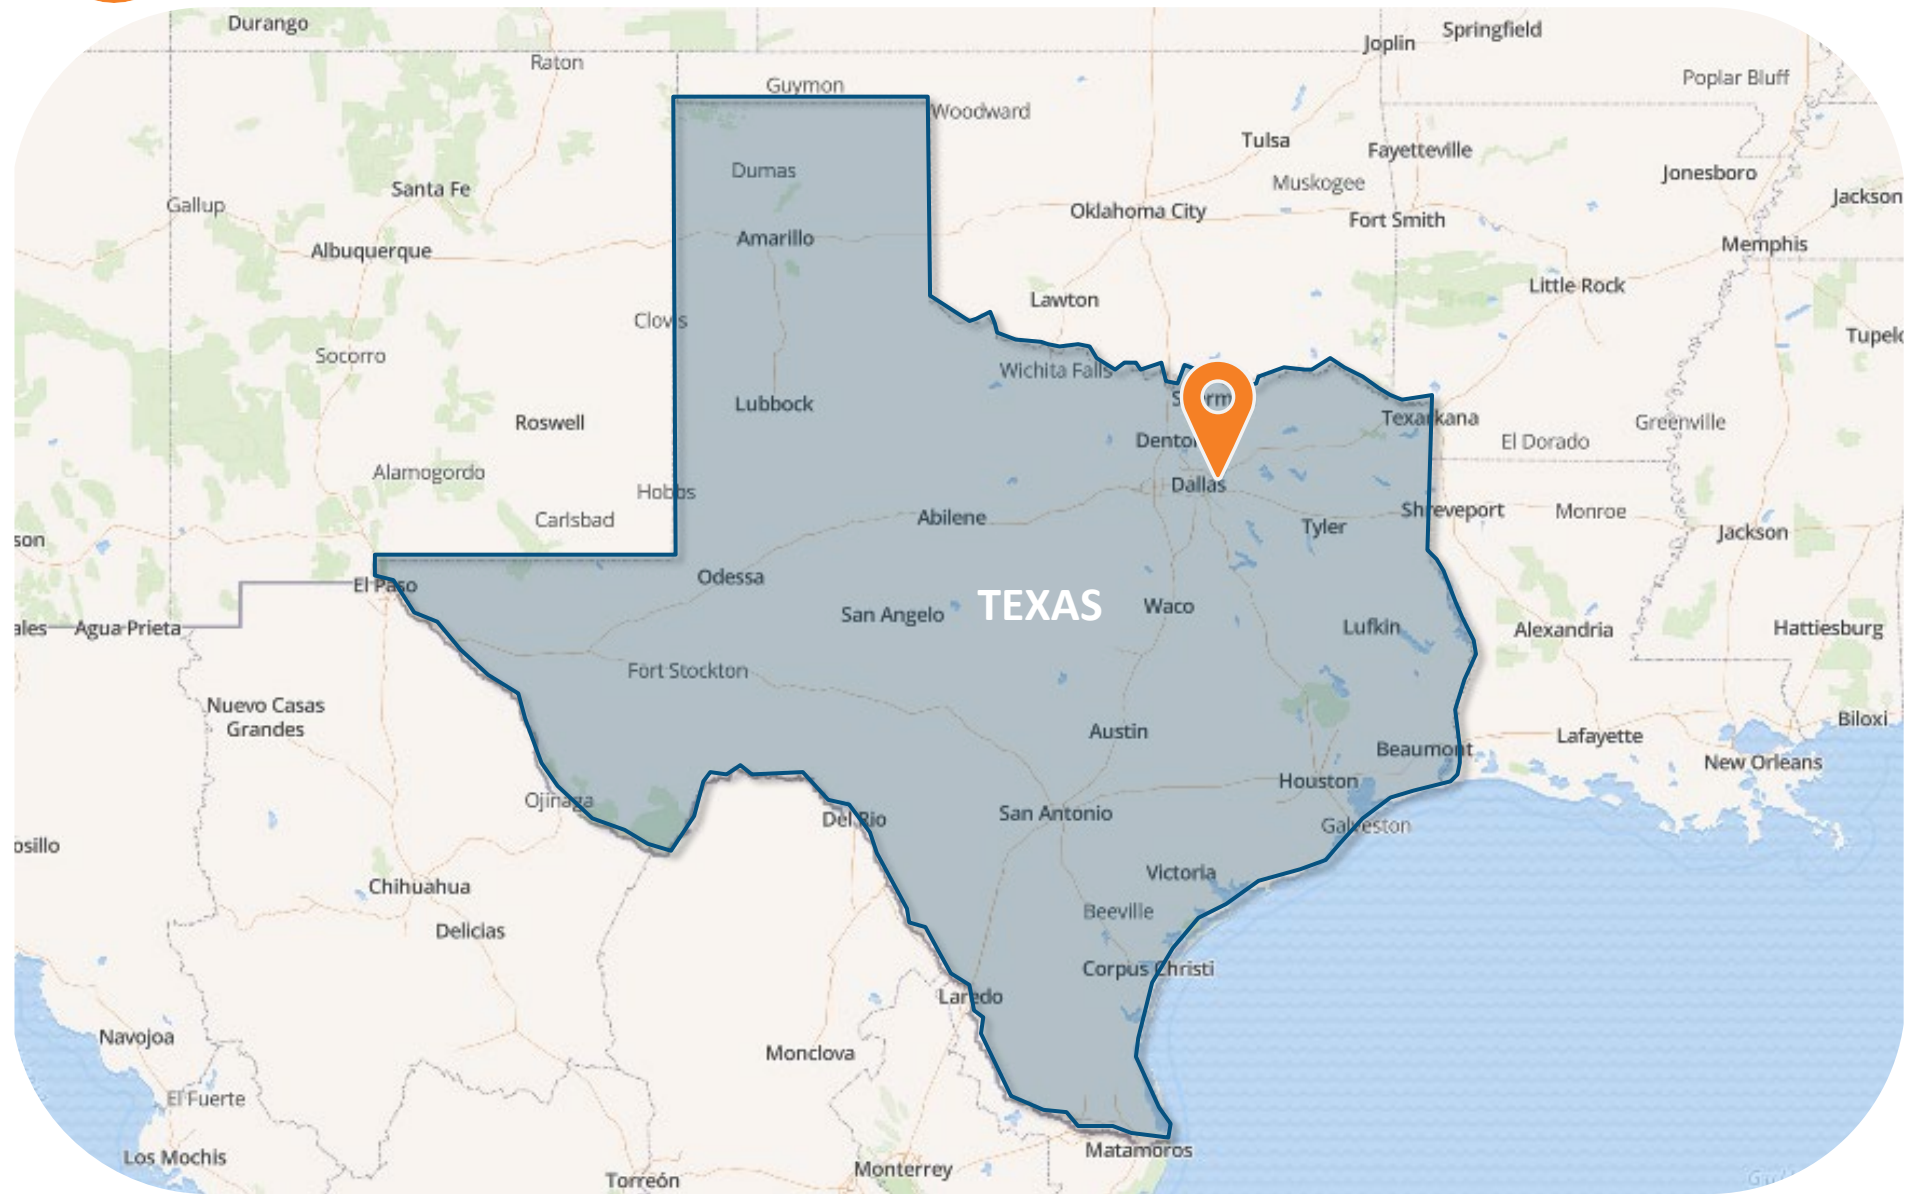 Durango
Springfield
Joplin
Raton
Poplar Bluff
Guymon
Woodward
Tulsa
Fayetteville
Dumas
Jonesboro
Muskogee
Santa Fe
Jackson
Gallup
Oklahoma City
Fort Smith
Amarillo
Memphis
Albuquerque
Little Rock
Lawton
Clovis
Tupelo
Socorro
Wichita Falls
Lubbock
Texarkana
Roswell
Greenville
Denton
El Dorado
Alamogordo
Dallas
Hobbs
Shreveport
Monroe
Abilene
Carlsbad
Tyler
Jackson
son
Odessa
El Paso
TEXAS
Waco
San Angelo
ales
Agua Prieta
Lufkin
Alexandria
Hattiesburg
Fort Stockton
Nuevo Casas
Grandes
Biloxi
Austin
Lafayette
Beaumont
New Orleans
Houston
Ojinaga
San Antonio
Del Rio
Galveston
osillo
Victoria
Chihuahua
Beeville
Delicias
Corpus Christi
Laredo
Navojoa
Monclova
El Fuerte
Matamoros
Los Mochis
Monterrey
Torreón